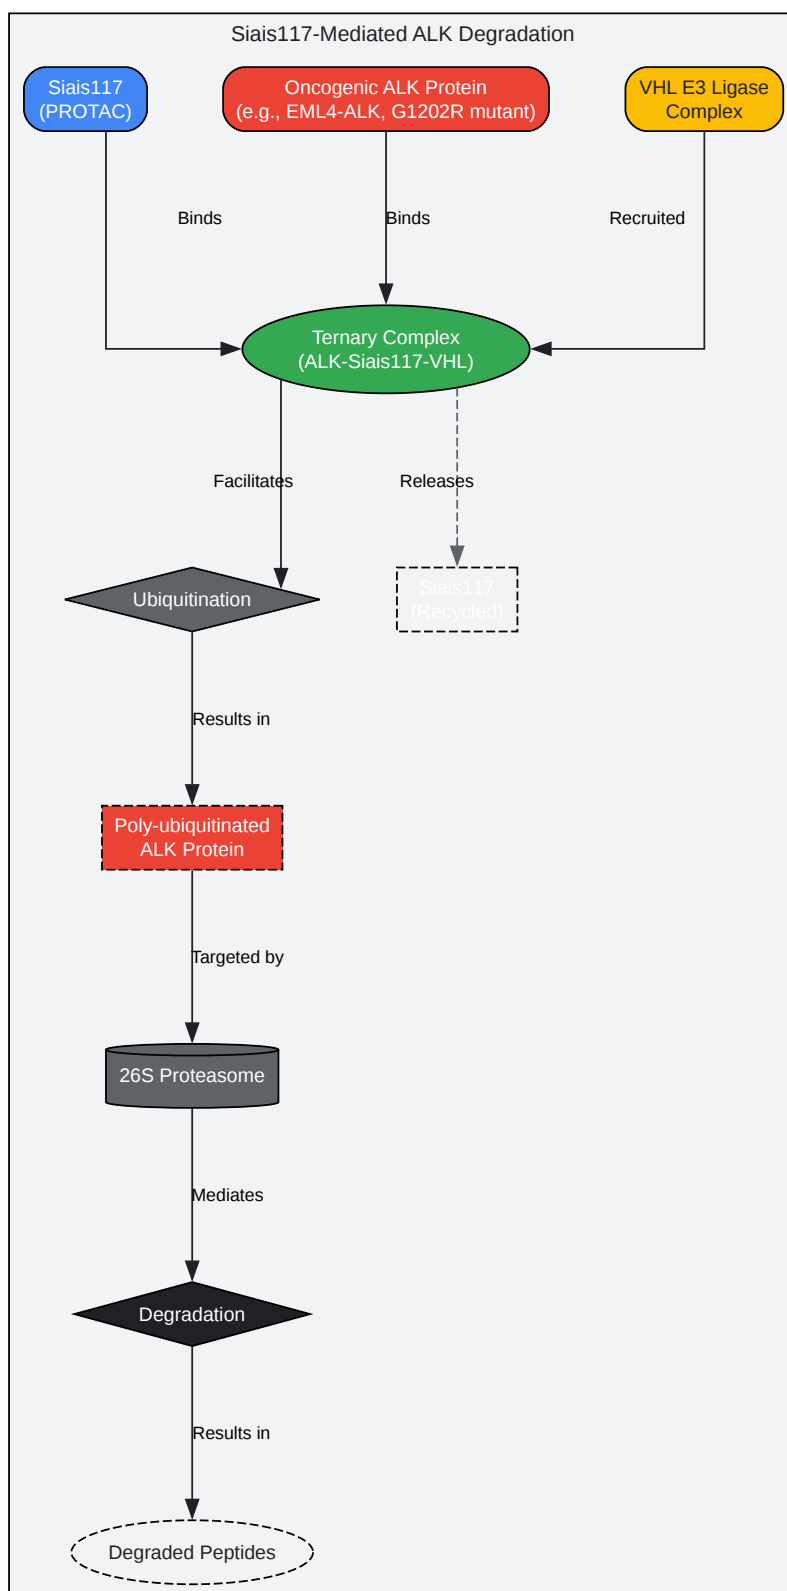 Siais117-Mediated ALK Degradation
Siais117
(PROTAC)
Oncogenic ALK Protein
(e.g., EML4-ALK, G1202R mutant)
VHL E3 Ligase
Complex
Binds
Binds
Recruited
Ternary Complex
(ALK-Siais117-VHL)
Facilitates
Releases
Ubiquitination
Siais117
(Recycled)
Results in
Poly-ubiquitinated
ALK Protein
Targeted by
26S Proteasome
Mediates
Degradation
Results in
Degraded Peptides